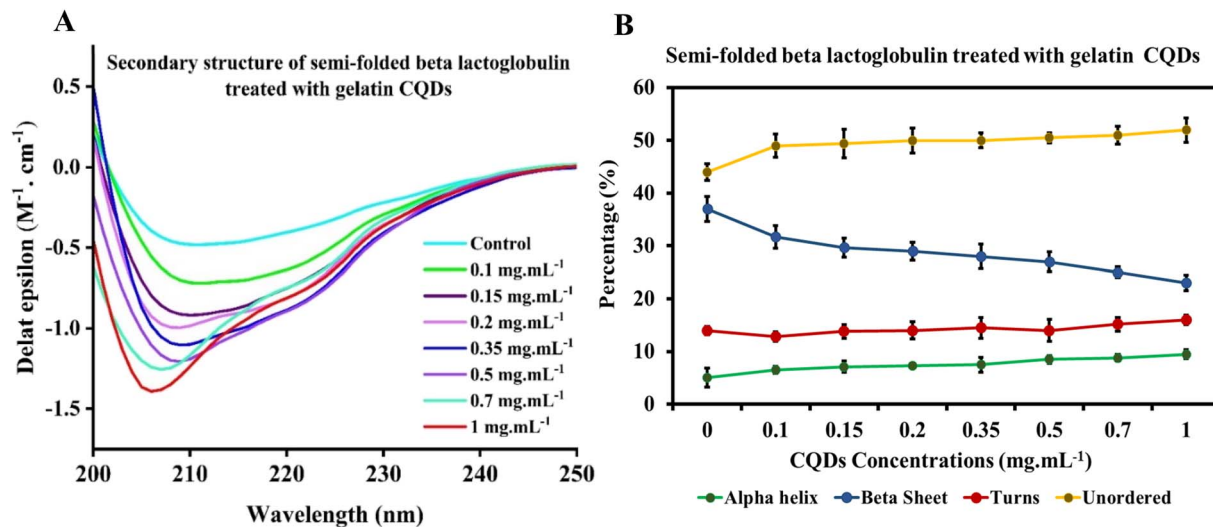 A
Secondary structure of semi-folded beta lactoglobulin
treated with gelatin CQDs
Delat epsilon (M⁻¹. cm⁻¹)
0.5
0.0
-0.5
-1.0
-1.5
Control
0.1 mg.mL⁻¹
0.15 mg.mL⁻¹
0.2 mg.mL⁻¹
0.35 mg.mL⁻¹
0.5 mg.mL⁻¹
0.7 mg.mL⁻¹
1 mg.mL⁻¹
200 210 220 230 240 250
Wavelength (nm)
B
Semi-folded beta lactoglobulin treated with gelatin CQDs
Percentage (%)
60
50
40
30
20
10
0
0 0.1 0.15 0.2 0.35 0.5 0.7 1
CQDs Concentrations (mg.mL⁻¹)
Alpha helix Beta Sheet Turns Unordered